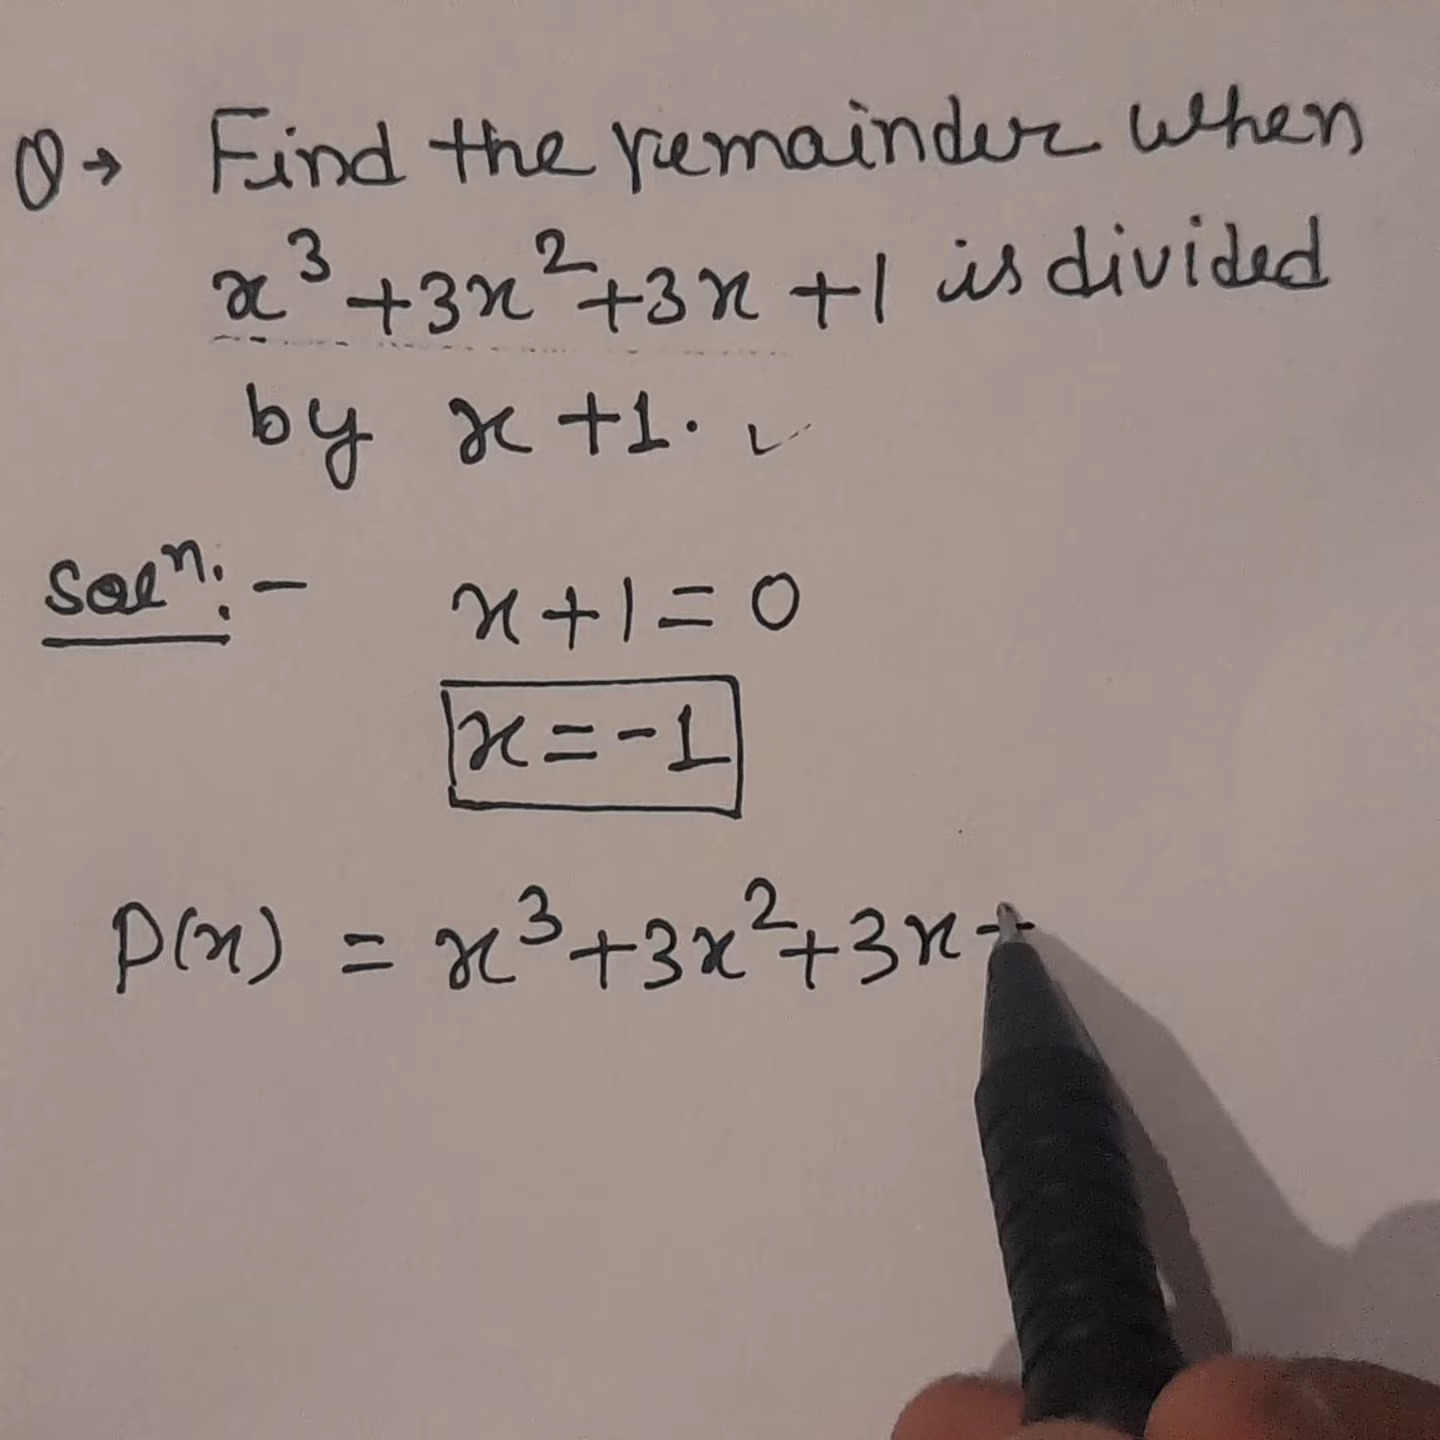 Q→ Find the remainder when
x³+3x²+3x+1 is divided
by x+1. ✓
Solⁿ:- x+1=0
x=-1
P(x) = x³+3x²+3x+